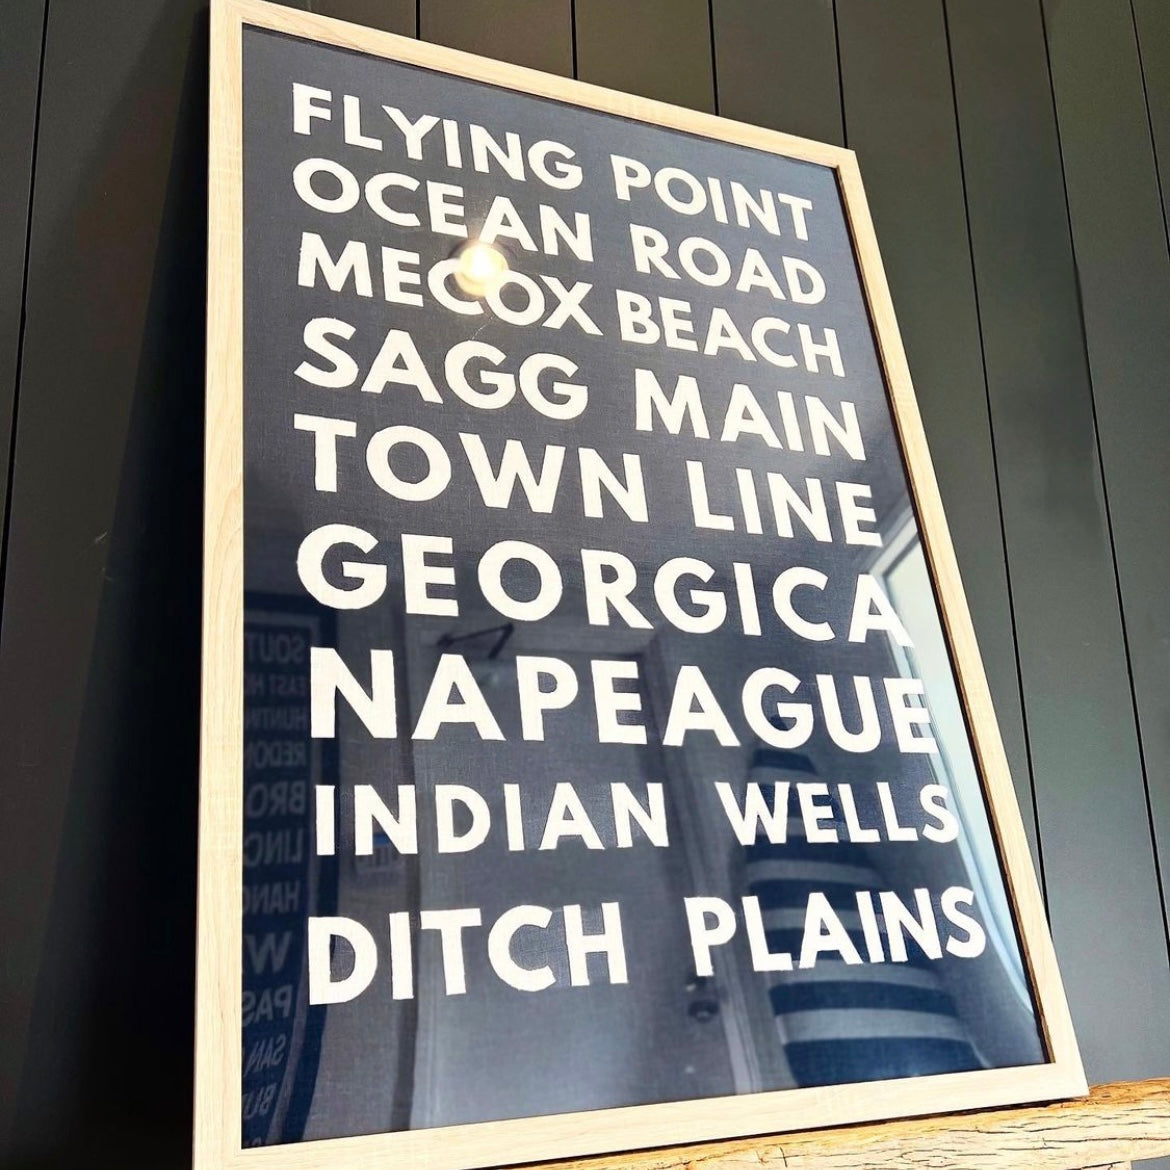 FLYING POINT
OCEAN ROAD
MECOX BEACH
SAGG MAIN
TOWN LINE
GEORGICA
NAPEAGUE
INDIAN WELLS
DITCH PLAINS